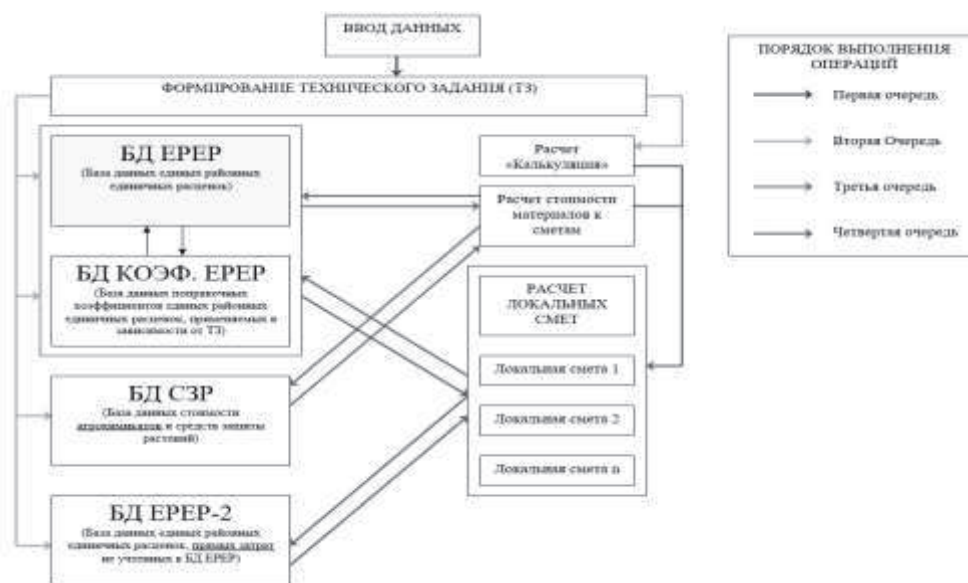 ВВОД ДАННЫХ
ФОРМИРОВАНИЕ ТЕХНИЧЕСКОГО ЗАДАНИЯ (ТЗ)
БД ЕРЕР
(База данных единых районных
единичных расценок)
БД КОЭФ. ЕРЕР
(База данных поправочных
коэффициентов единых районных
единичных расценок, применяемых в
зависимости от ТЗ)
БД СЗР
(База данных стоимости
агрохимикатов и средств защиты
растений)
БД ЕРЕР-2
(База данных единых районных
единичных расценок, прямых затрат
не учтенных в БД ЕРЕР)
Расчет
«Калькуляция»
Расчет стоимости
материалов к
сметам
РАСЧЕТ
ЛОКАЛЬНЫХ
СМЕТ
Локальная смета 1
Локальная смета 2
Локальная смета n
ПОРЯДОК ВЫПОЛНЕНИЯ
ОПЕРАЦИЙ
Первая очередь
Вторая Очередь
Третья очередь
Четвертая очередь